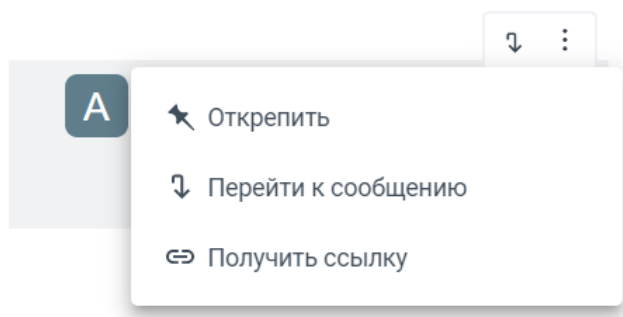 A
Открепить
Перейти к сообщению
Получить ссылку